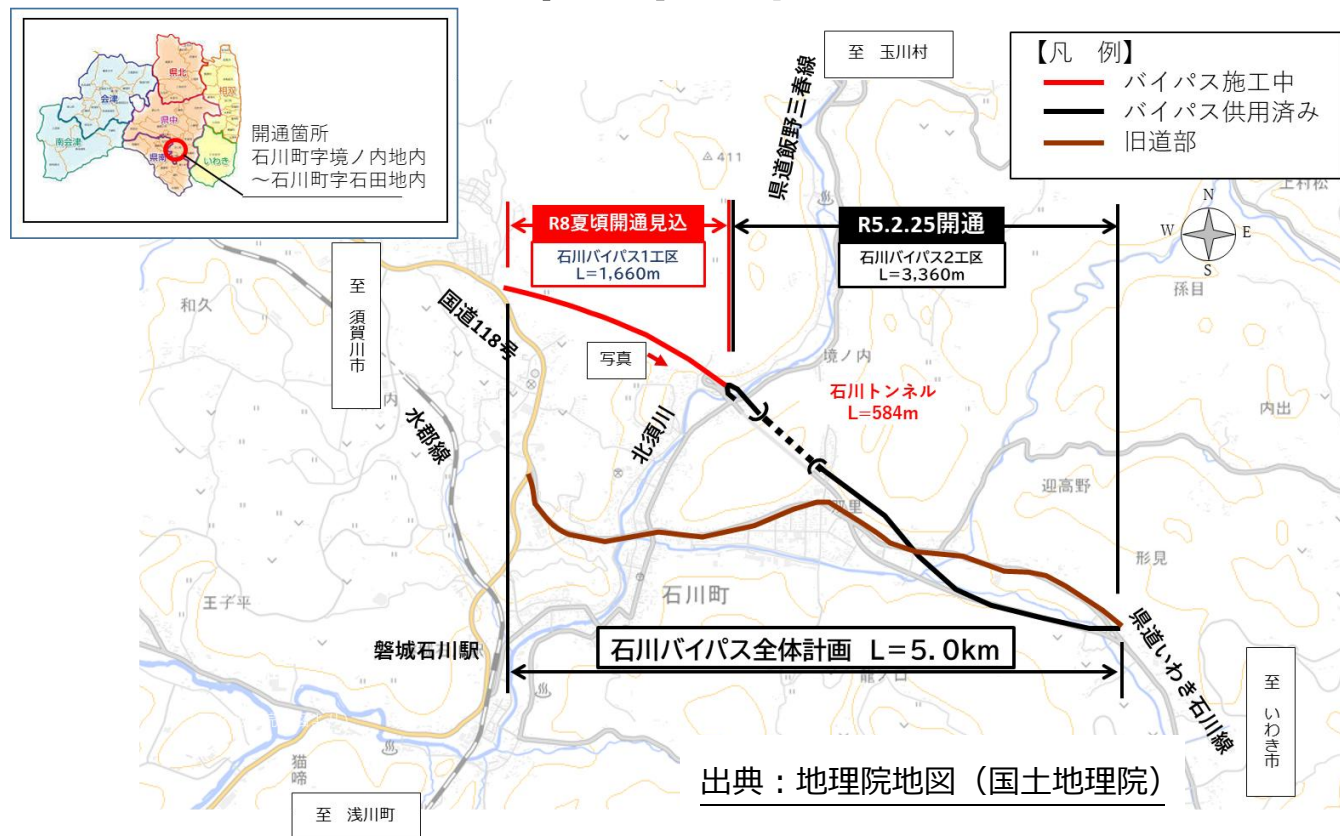 県北
会津
相双
県中
南会津
県南
いわき
開通箇所
石川町字境ノ内地内
～石川町字石田地内
至　玉川村
【凡　例】
バイパス施工中
バイパス供用済み
旧道部
県道飯野三春線
411
上村松
N
W
E
S
R8夏頃開通見込
石川バイパス1工区
L=1,660m
R5.2.25開通
石川バイパス2工区
L=3,360m
至　須賀川市
和久
国道118号
孫目
写真
境ノ内
石川トンネル
L=584m
内
内出
水郡線
北須川
迎高野
形見
石川町
王子平
磐城石川駅
石川バイパス全体計画　L=5.0km
県道いわき石川線
至　いわき市
猫啼
出典：地理院地図（国土地理院）
至　浅川町